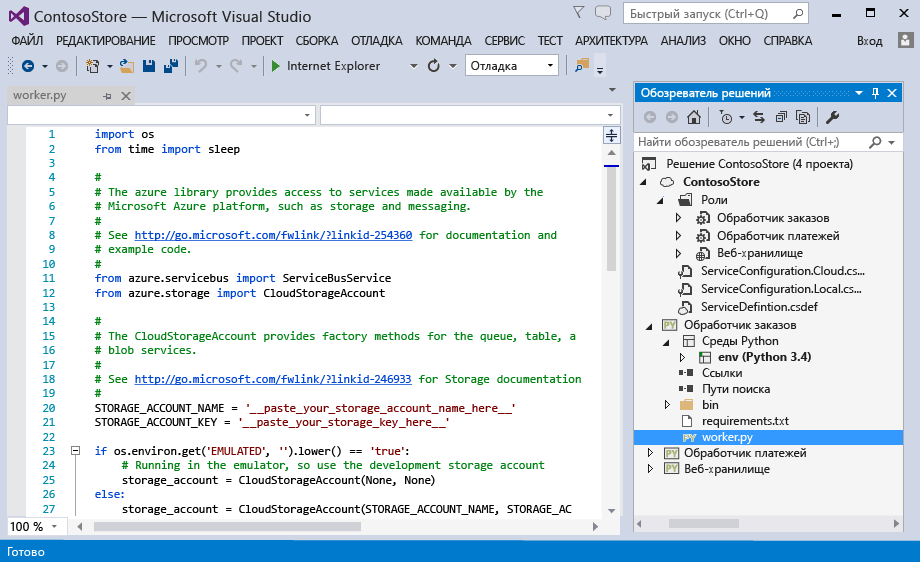 ContosoStore — Microsoft Visual Studio
Быстрый запуск (Ctrl+Q)
ФАЙЛ РЕДАКТИРОВАНИЕ ПРОСМОТР ПРОЕКТ СБОРКА ОТЛАДКА КОМАНДА СЕРВИС ТЕСТ АРХИТЕКТУРА АНАЛИЗ ОКНО СПРАВКА Вход
Internet Explorer Отладка
worker.py
1 import os
2 from time import sleep
3
4 #
5 # The azure library provides access to services made available by the
6 # Microsoft Azure platform, such as storage and messaging.
7 #
8 # See http://go.microsoft.com/fwlink/?linkid-254360 for documentation and
9 # example code.
10 #
11 from azure.servicebus import ServiceBusService
12 from azure.storage import CloudStorageAccount
13
14 #
15 # The CloudStorageAccount provides factory methods for the queue, table, a
16 # blob services.
17 #
18 # See http://go.microsoft.com/fwlink/?linkid-246933 for Storage documentation
19 #
20 STORAGE_ACCOUNT_NAME = '__paste_your_storage_account_name_here__'
21 STORAGE_ACCOUNT_KEY = '__paste_your_storage_key_here__'
22
23 if os.environ.get('EMULATED', '').lower() == 'true':
24 # Running in the emulator, so use the development storage account
25 storage_account = CloudStorageAccount(None, None)
26 else:
27 storage_account = CloudStorageAccount(STORAGE_ACCOUNT_NAME, STORAGE_AC
100 %
Обозреватель решений
Найти обозреватель решений (Ctrl+;)
Решение ContosoStore (4 проекта)
ContosoStore
Роли
Обработчик заказов
Обработчик платежей
Веб-хранилище
ServiceConfiguration.Cloud.cs...
ServiceConfiguration.Local.cs...
ServiceDefintion.csdef
PY Обработчик заказов
Среды Python
env (Python 3.4)
Ссылки
Пути поиска
bin
requirements.txt
PY worker.py
PY Обработчик платежей
PY Веб-хранилище
Готово